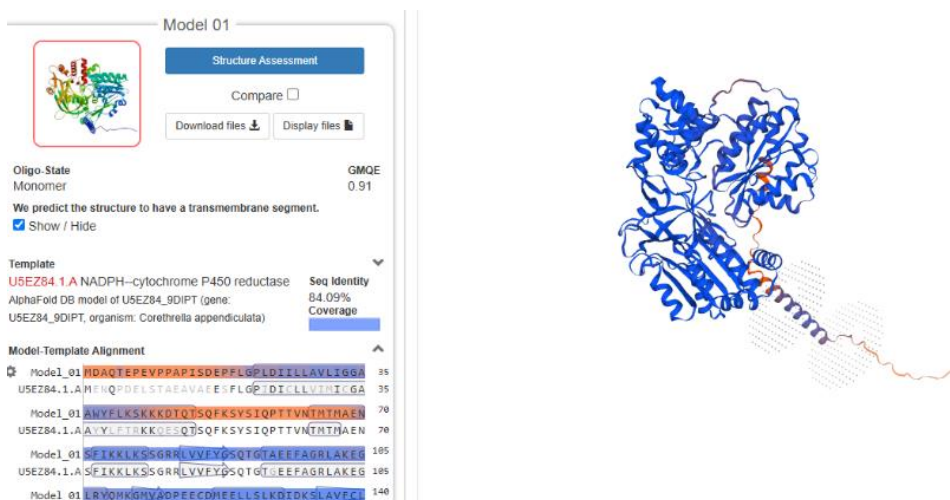 Model 01
Structure Assessment
Compare
Download files
Display files
Oligo-State
GMQE
Monomer
0.91
We predict the structure to have a transmembrane segment.
Show / Hide
Template
U5EZ84.1.A NADPH--cytochrome P450 reductase
Seq Identity
AlphaFold DB model of U5EZ84_9DIPT (gene:
84.09%
U5EZ84_9DIPT, organism: Corethrella appendiculata)
Coverage
Model-Template Alignment
Model_01 MDAQTEPEVPPAPISDEPFLGPLDIILLAVLIGGA 35
U5EZ84.1.A MENQPDELSTAEAVAEESFLGPIDICLLVIMICGA 35
Model_01 AWYFLKSKKKDTQTSQFKSYSIQPTTVNTMTMAEN 70
U5EZ84.1.A AYYLFTRKKQESQTSQFKSYSIQPTTVNTMTMAEN 70
Model_01 SFIKKLKSSGRRLVVFYGSQTGTAEEFAGRLAKEG 105
U5EZ84.1.A SFIKKLKSSGRRLVVFYGSQTGTGEEFAGRLAKEG 105
Model_01 LRYQMKGMVADPEECDMEELLSLKDIDKSLAVFCL 140